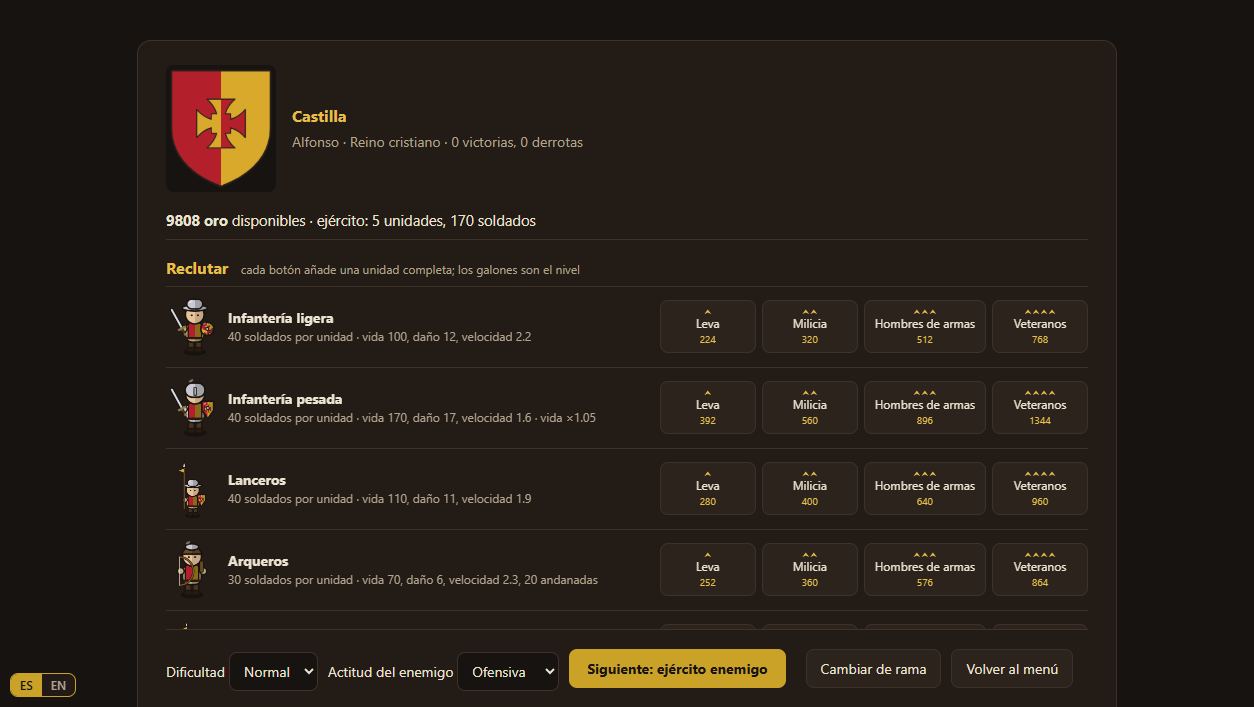 Castilla
Alfonso · Reino cristiano · 0 victorias, 0 derrotas
9808 oro disponibles · ejército: 5 unidades, 170 soldados
Reclutar cada botón añade una unidad completa; los galones son el nivel
Infantería ligera
40 soldados por unidad · vida 100, daño 12, velocidad 2.2
Leva
224
Milicia
320
Hombres de armas
512
Veteranos
768
Infantería pesada
40 soldados por unidad · vida 170, daño 17, velocidad 1.6 · vida ×1.05
Leva
392
Milicia
560
Hombres de armas
896
Veteranos
1344
Lanceros
40 soldados por unidad · vida 110, daño 11, velocidad 1.9
Leva
280
Milicia
400
Hombres de armas
640
Veteranos
960
Arqueros
30 soldados por unidad · vida 70, daño 6, velocidad 2.3, 20 andanadas
Leva
252
Milicia
360
Hombres de armas
576
Veteranos
864
Dificultad Normal Actitud del enemigo Ofensiva Siguiente: ejército enemigo Cambiar de rama Volver al menú
ES EN